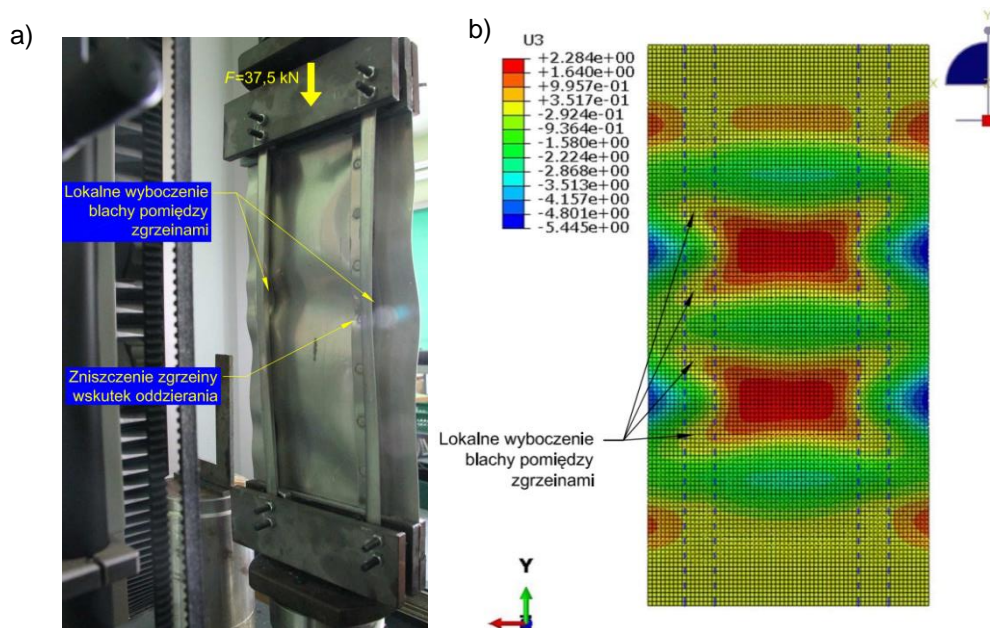 a)
F=37,5 kN
Lokalne wyboczenie
blachy pomiędzy
zgrzeinami
Zniszczenie zgrzeiny
wskutek oddzierania
b)
U3
+2.284e+00
+1.640e+00
+9.957e-01
+3.517e-01
-2.924e-01
-9.364e-01
-1.580e+00
-2.224e+00
-2.868e+00
-3.513e+00
-4.157e+00
-4.801e+00
-5.445e+00
Y
X
Lokalne wyboczenie
blachy pomiędzy
zgrzeinami
Y